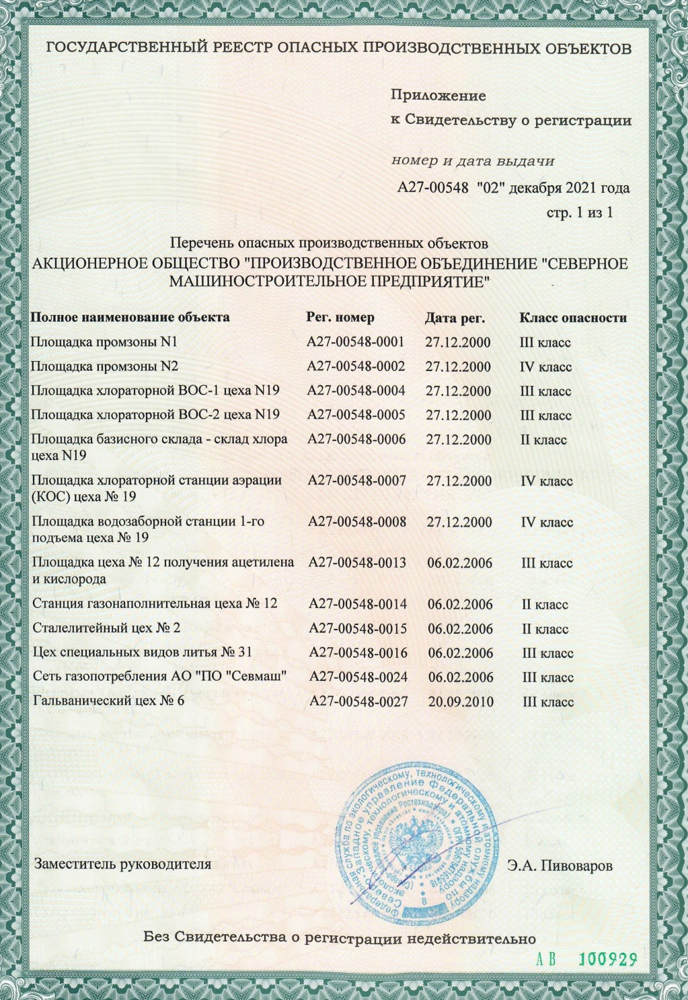 ГОСУДАРСТВЕННЫЙ РЕЕСТР ОПАСНЫХ ПРОИЗВОДСТВЕННЫХ ОБЪЕКТОВ
Приложение
к Свидетельству о регистрации
номер и дата выдачи
А27-00548 "02" декабря 2021 года
стр. 1 из 1
Перечень опасных производственных объектов
АКЦИОНЕРНОЕ ОБЩЕСТВО "ПРОИЗВОДСТВЕННОЕ ОБЪЕДИНЕНИЕ "СЕВЕРНОЕ
МАШИНОСТРОИТЕЛЬНОЕ ПРЕДПРИЯТИЕ"
Полное наименование объекта Рег. номер Дата рег. Класс опасности
Площадка промзоны N1 А27-00548-0001 27.12.2000 III класс
Площадка промзоны N2 А27-00548-0002 27.12.2000 IV класс
Площадка хлораторной ВОС-1 цеха N19 А27-00548-0004 27.12.2000 III класс
Площадка хлораторной ВОС-2 цеха N19 А27-00548-0005 27.12.2000 III класс
Площадка базисного склада - склад хлора А27-00548-0006 27.12.2000 II класс
цеха N19
Площадка хлораторной станции аэрации А27-00548-0007 27.12.2000 IV класс
(КОС) цеха № 19
Площадка водозаборной станции 1-го А27-00548-0008 27.12.2000 IV класс
подъема цеха № 19
Площадка цеха № 12 получения ацетилена А27-00548-0013 06.02.2006 III класс
и кислорода
Станция газонаполнительная цеха № 12 А27-00548-0014 06.02.2006 II класс
Сталелитейный цех № 2 А27-00548-0015 06.02.2006 II класс
Цех специальных видов литья № 31 А27-00548-0016 06.02.2006 III класс
Сеть газопотребления АО "ПО "Севмаш" А27-00548-0024 06.02.2006 III класс
Гальванический цех № 6 А27-00548-0027 20.09.2010 III класс
Федеральная служба по экологическому, технологическому и атомному надзору
Северо-Западное управление Федеральной службы по
экологическому, технологическому и атомному надзору
управление Ростехнадзора)
* 8 *
Заместитель руководителя Э.А. Пивоваров
Без Свидетельства о регистрации недействительно
АВ 100929